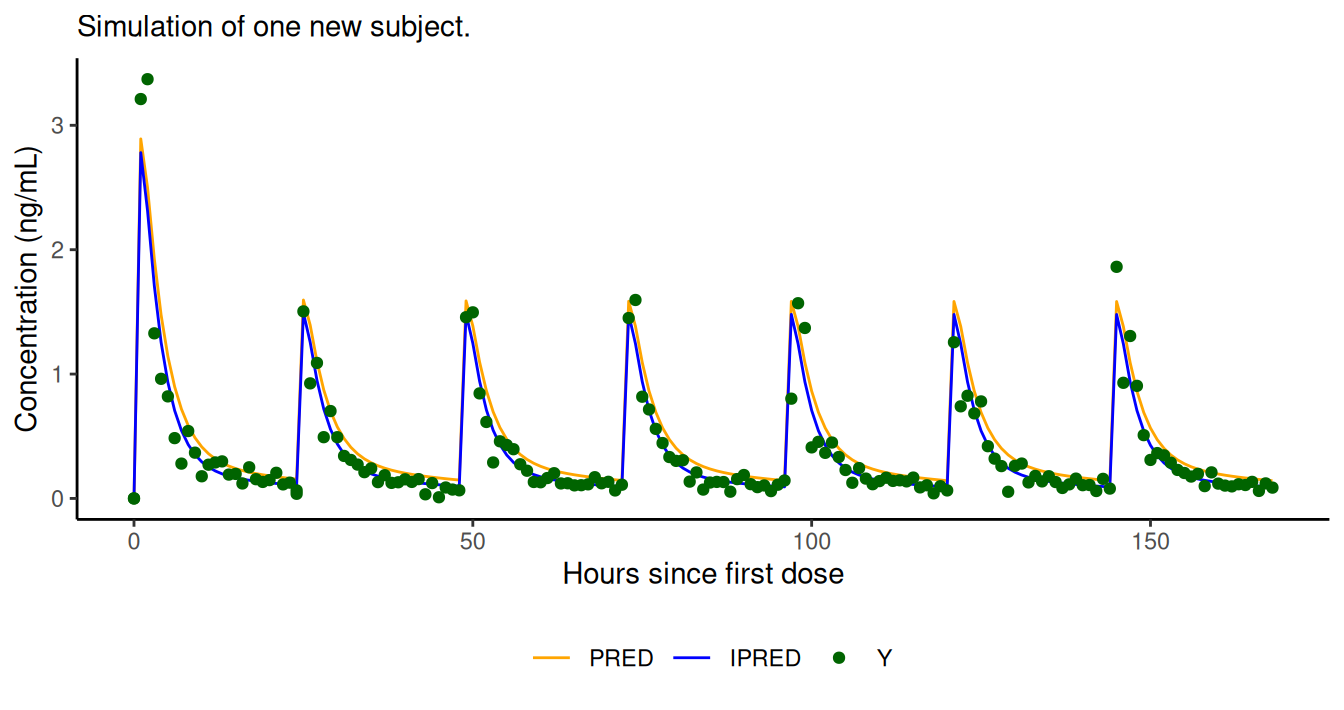 Simulation of one new subject.
Concentration (ng/mL)
3
2
1
0
0 50 100 150
Hours since first dose
PRED IPRED Y